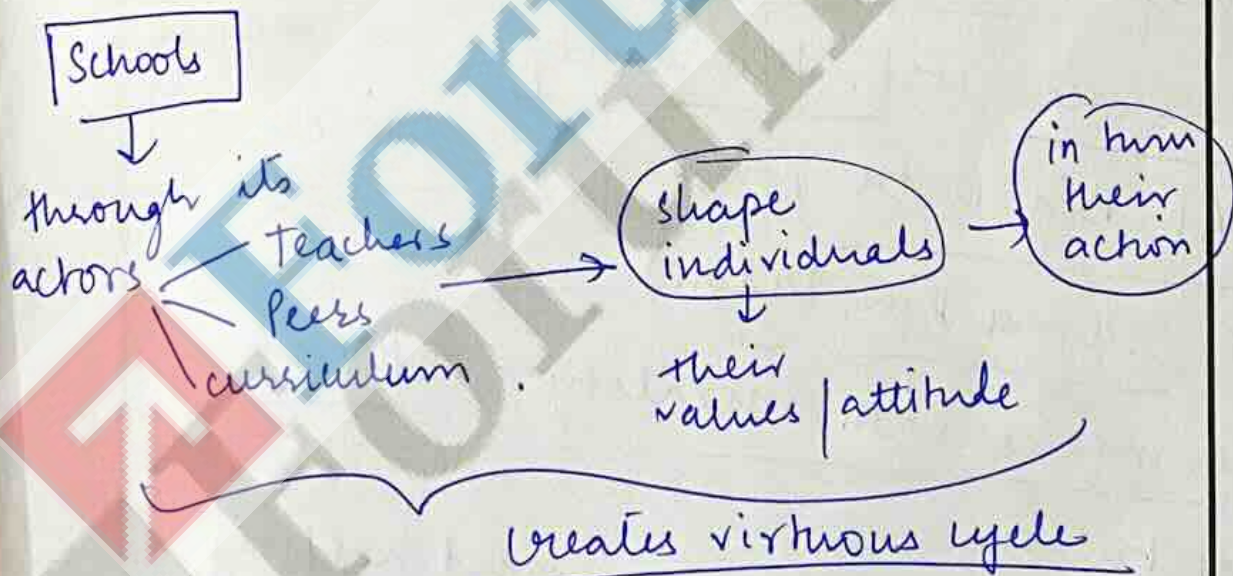 Schools
through its
actors
teachers
Peers
curriculum.
shape
individuals
their
values | attitude
in turn
their
action
creates virtuous cycle